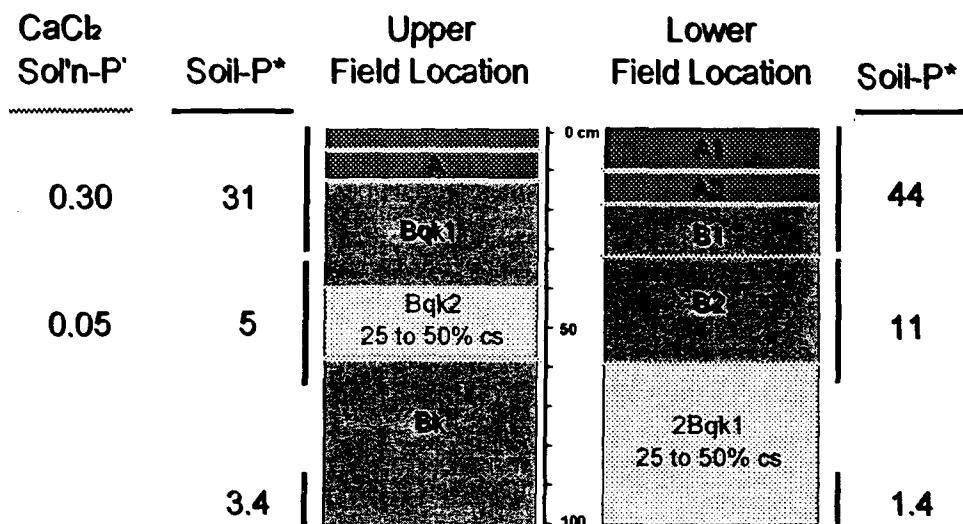 CaCl₂
Sol'n-P'
Soil-P*
Upper
Field Location
Lower
Field Location
Soil-P*
0 cm
A
A1
A2
0.30
31
44
Bqk1
B1
0.05
5
Bqk2
25 to 50% cs
50
B2
11
Bk
2Bqk1
25 to 50% cs
3.4
100
1.4